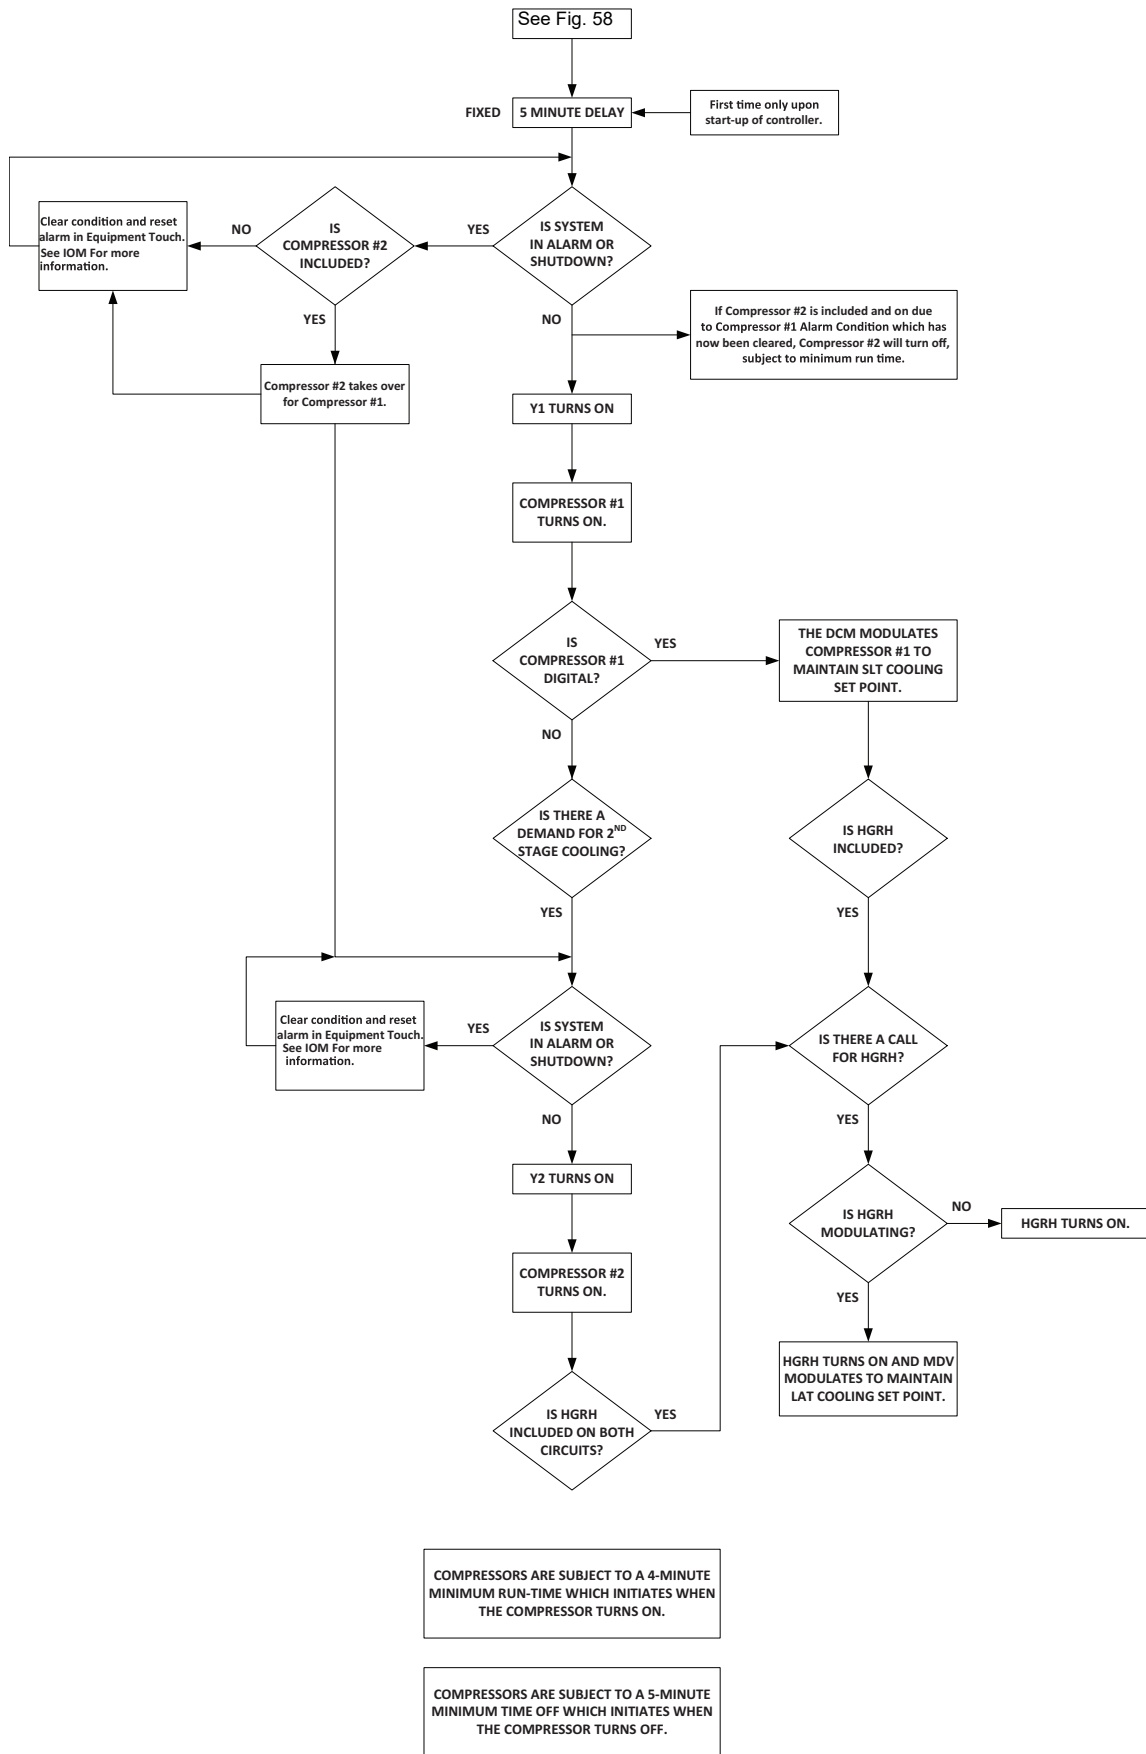 See Fig. 58
FIXED
5 MINUTE DELAY
First time only upon
start-up of controller.
Clear condition and reset
alarm in Equipment Touch.
See IOM For more
information.
NO
IS
COMPRESSOR #2
INCLUDED?
YES
IS SYSTEM
IN ALARM OR
SHUTDOWN?
YES
NO
If Compressor #2 is included and on due
to Compressor #1 Alarm Condition which has
now been cleared, Compressor #2 will turn off,
subject to minimum run time.
Compressor #2 takes over
for Compressor #1.
Y1 TURNS ON
COMPRESSOR #1
TURNS ON.
IS
COMPRESSOR #1
DIGITAL?
YES
THE DCM MODULATES
COMPRESSOR #1 TO
MAINTAIN SLT COOLING
SET POINT.
NO
IS THERE A
DEMAND FOR 2ND
STAGE COOLING?
IS HGRH
INCLUDED?
YES
YES
Clear condition and reset
alarm in Equipment Touch.
See IOM For more
information.
YES
IS SYSTEM
IN ALARM OR
SHUTDOWN?
IS THERE A CALL
FOR HGRH?
NO
YES
Y2 TURNS ON
IS HGRH
MODULATING?
NO
HGRH TURNS ON.
COMPRESSOR #2
TURNS ON.
YES
HGRH TURNS ON AND MDV
MODULATES TO MAINTAIN
LAT COOLING SET POINT.
IS HGRH
INCLUDED ON BOTH
CIRCUITS?
YES
COMPRESSORS ARE SUBJECT TO A 4-MINUTE
MINIMUM RUN-TIME WHICH INITIATES WHEN
THE COMPRESSOR TURNS ON.
COMPRESSORS ARE SUBJECT TO A 5-MINUTE
MINIMUM TIME OFF WHICH INITIATES WHEN
THE COMPRESSOR TURNS OFF.